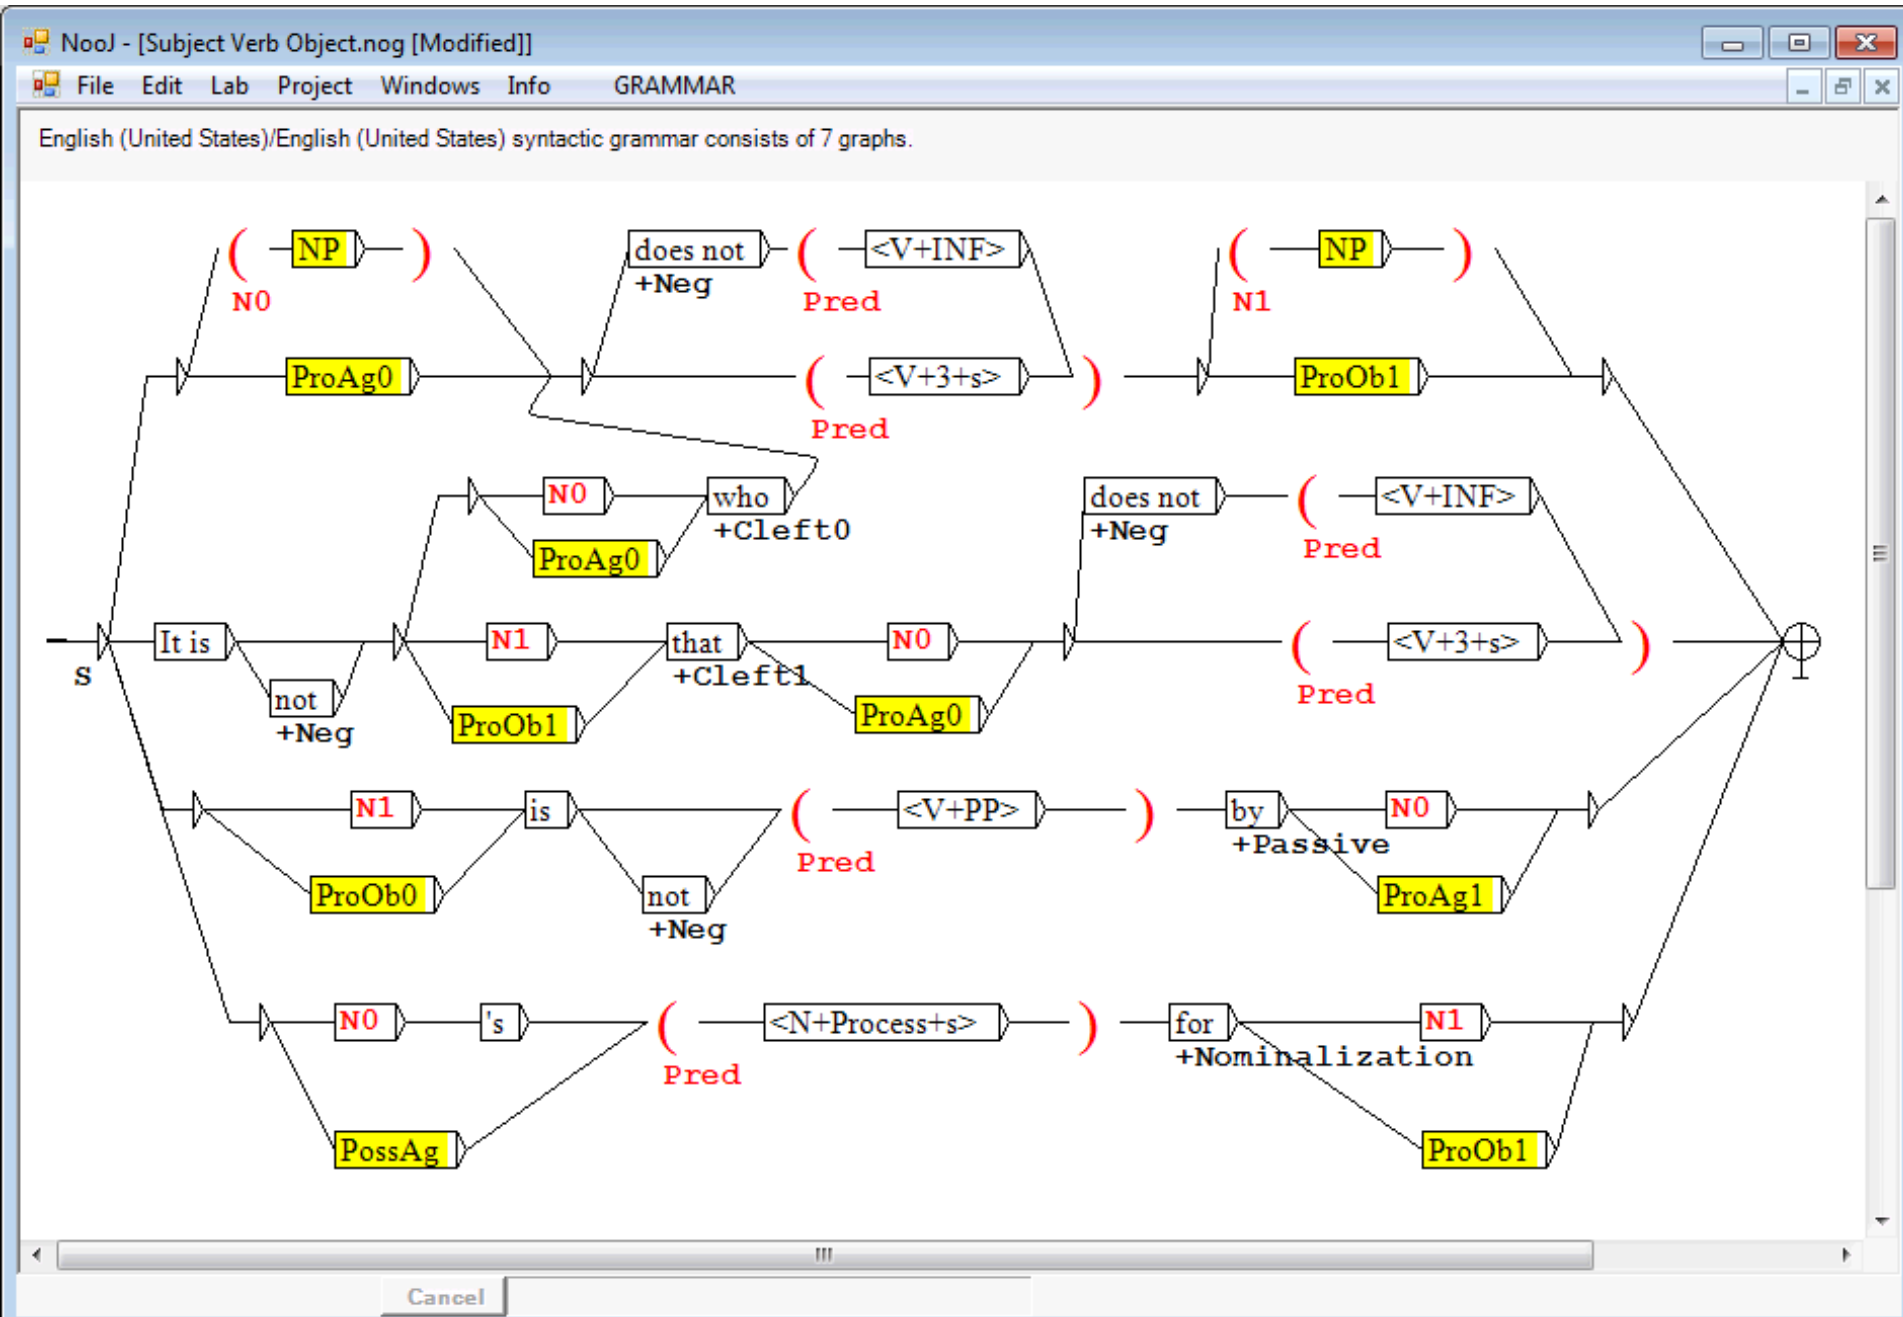 NooJ - [Subject Verb Object.nog [Modified]]
File Edit Lab Project Windows Info GRAMMAR
English (United States)/English (United States) syntactic grammar consists of 7 graphs.
( NP ) does not ( <V+INF> ( NP )
N0 +Neg Pred N1
ProAg0 ( <V+3+s> ) ProOb1
Pred
N0 who does not ( <V+INF>
+Cleft0 +Neg Pred
ProAg0
It is N1 that N0 ( <V+3+s> )
S +Cleft1 Pred
not ProOb1 ProAg0
+Neg
N1 is ( <V+PP> ) by N0
Pred +Passive
ProOb0 not ProAg1
+Neg
N0 's ( <N+Process+s> ) for N1
Pred +Nominalization
PossAg ProOb1
Cancel